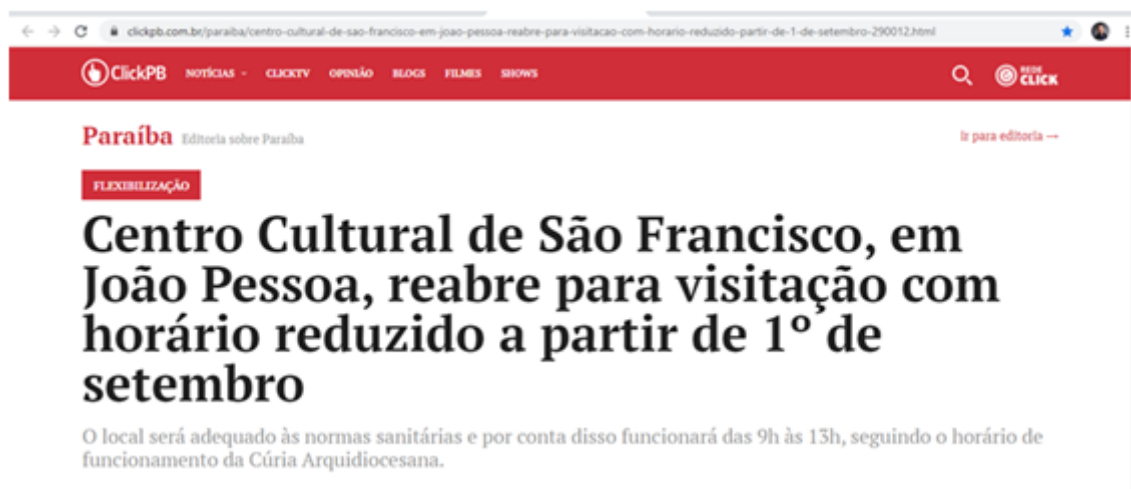 clickpb.com.br/paraiba/centro-cultural-de-sao-francisco-em-joao-pessoa-reabre-para-visitacao-com-horario-reduzido-partir-de-1-de-setembro-290012.html
ClickPB NOTÍCIAS CLICKTV OPINIÃO BLOGS FILMES SHOWS REDE CLICK
Paraíba Editoria sobre Paraíba Ir para editoria →
FLEXIBILIZAÇÃO
Centro Cultural de São Francisco, em
João Pessoa, reabre para visitação com
horário reduzido a partir de 1º de
setembro
O local será adequado às normas sanitárias e por conta disso funcionará das 9h às 13h, seguindo o horário de
funcionamento da Cúria Arquidiocesana.